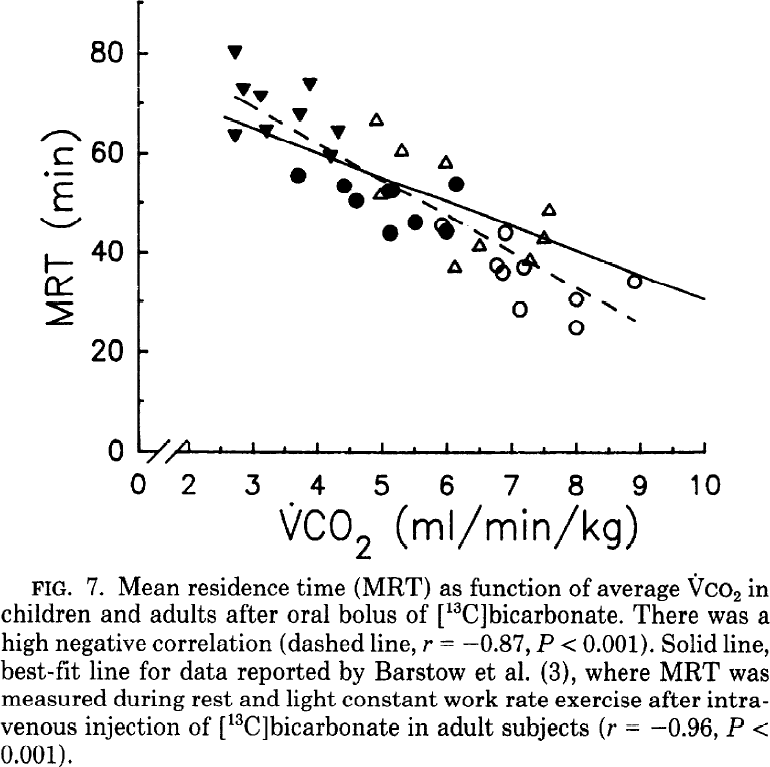 80
60
40
20
0
MRT (min)
0 2 3 4 5 6 7 8 9 10
V̇CO₂ (ml/min/kg)
FIG. 7. Mean residence time (MRT) as function of average V̇CO₂ in
children and adults after oral bolus of [¹³C]bicarbonate. There was a
high negative correlation (dashed line, r = −0.87, P < 0.001). Solid line,
best-fit line for data reported by Barstow et al. (3), where MRT was
measured during rest and light constant work rate exercise after intra-
venous injection of [¹³C]bicarbonate in adult subjects (r = −0.96, P <
0.001).